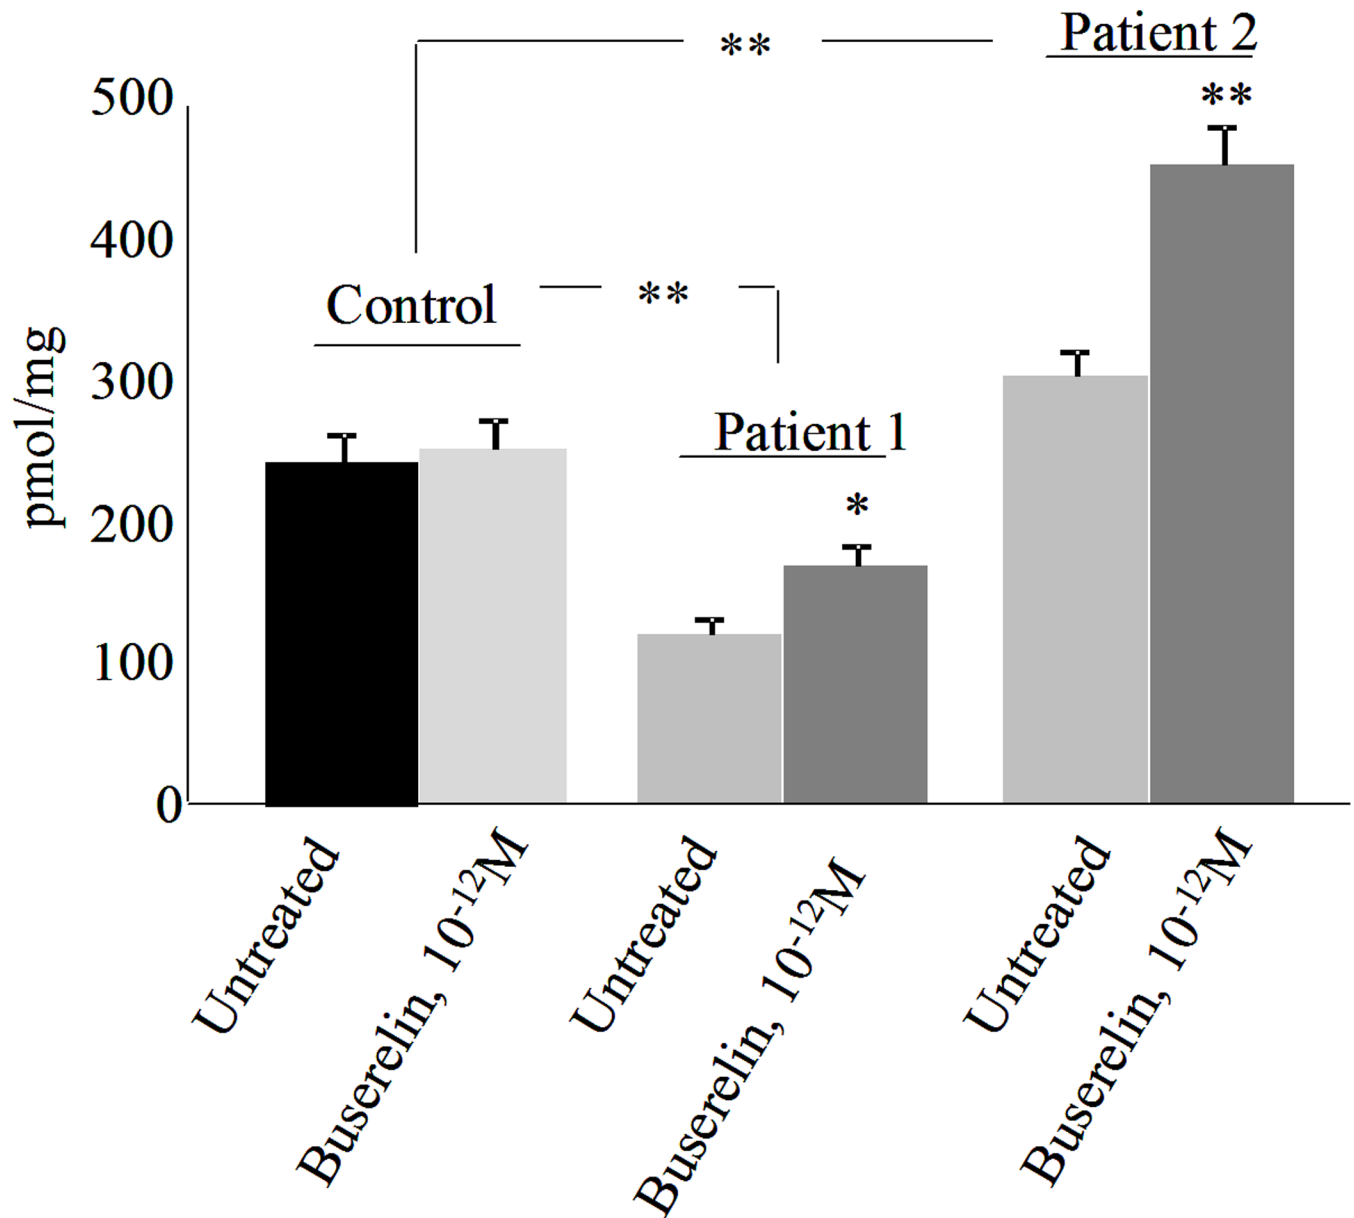 **
Patient 2
**
500
400
300
200
100
0
pmol/mg
Control
**
Patient 1
*
Untreated
Buserelin, 10⁻¹²M
Untreated
Buserelin, 10⁻¹²M
Untreated
Buserelin, 10⁻¹²M